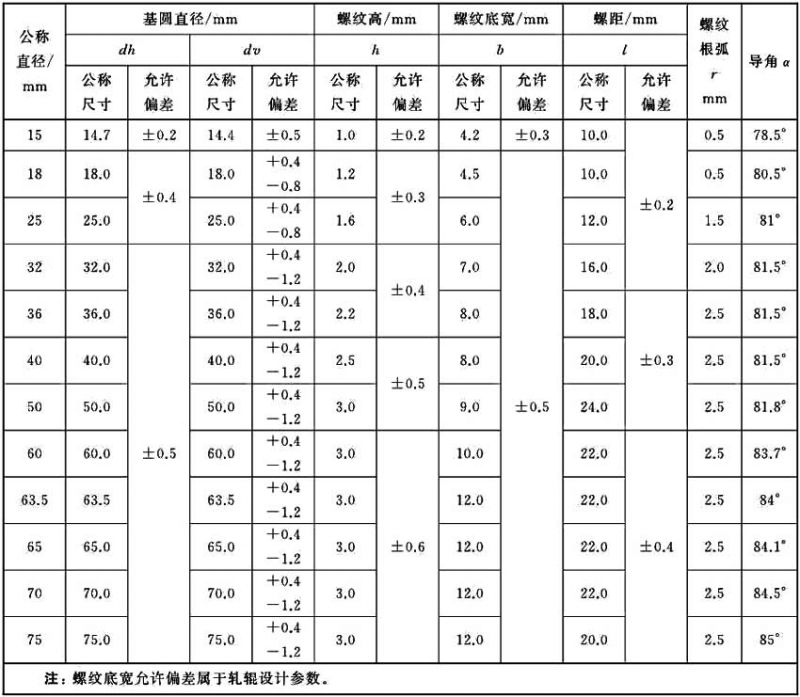 公称直径/mm 基圆直径/mm 螺纹高/mm 螺纹底宽/mm 螺距/mm 螺纹根弧r mm 导角α
dh dv h b l
公称尺寸 允许偏差 公称尺寸 允许偏差 公称尺寸 允许偏差 公称尺寸 允许偏差 公称尺寸 允许偏差
15 14.7 ±0.2 14.4 ±0.5 1.0 ±0.2 4.2 ±0.3 10.0 ±0.2 0.5 78.5°
18 18.0 ±0.4 18.0 +0.4 -0.8 1.2 ±0.3 4.5 ±0.5 10.0 0.5 80.5°
25 25.0 25.0 +0.4 -0.8 1.6 6.0 12.0 1.5 81°
32 32.0 ±0.5 32.0 +0.4 -1.2 2.0 ±0.4 7.0 16.0 2.0 81.5°
36 36.0 36.0 +0.4 -1.2 2.2 8.0 18.0 ±0.3 2.5 81.5°
40 40.0 40.0 +0.4 -1.2 2.5 ±0.5 8.0 20.0 2.5 81.5°
50 50.0 50.0 +0.4 -1.2 3.0 9.0 24.0 2.5 81.8°
60 60.0 60.0 +0.4 -1.2 3.0 ±0.6 10.0 22.0 ±0.4 2.5 83.7°
63.5 63.5 63.5 +0.4 -1.2 3.0 12.0 22.0 2.5 84°
65 65.0 65.0 +0.4 -1.2 3.0 12.0 22.0 2.5 84.1°
70 70.0 70.0 +0.4 -1.2 3.0 12.0 22.0 2.5 84.5°
75 75.0 75.0 +0.4 -1.2 3.0 12.0 20.0 2.5 85°
注：螺纹底宽允许偏差属于轧辊设计参数。